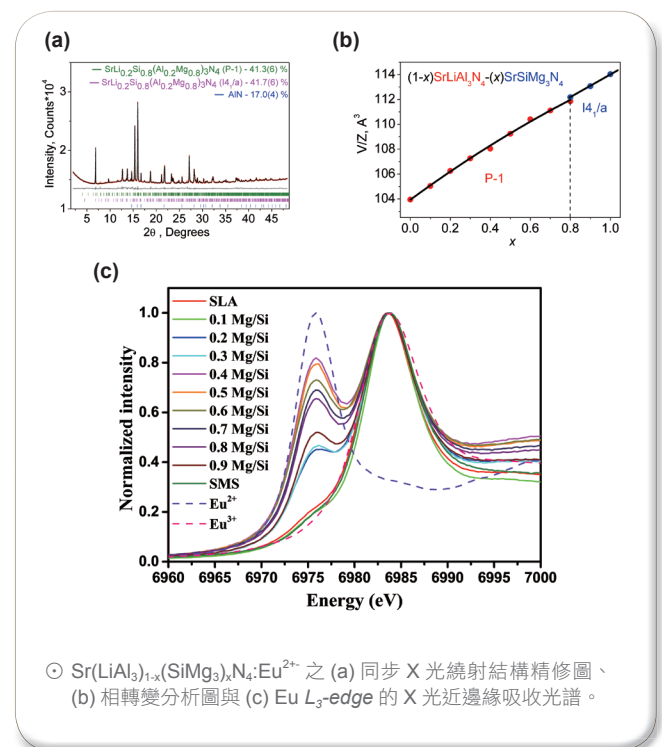 (a)
SrLi0.2Si0.8(Al0.2Mg0.8)3N4 (P-1) - 41.3(6) %
SrLi0.2Si0.8(Al0.2Mg0.8)3N4 (I41/a) - 41.7(6) %
AlN - 17.0(4) %
Intensity, Counts*10^4
2
1
5 10 15 20 25 30 35 40 45
2θ , Degrees
(b)
(1-x)SrLiAl3N4-(x)SrSiMg3N4
V/Z, Å^3
114
112
110
108
106
104
I41/a
P-1
0.0 0.2 0.4 0.6 0.8 1.0
x
(c)
Normalized intensity
1.0
0.8
0.6
0.4
0.2
0.0
SLA
0.1 Mg/Si
0.2 Mg/Si
0.3 Mg/Si
0.4 Mg/Si
0.5 Mg/Si
0.6 Mg/Si
0.7 Mg/Si
0.8 Mg/Si
0.9 Mg/Si
SMS
Eu2+
Eu3+
6960 6965 6970 6975 6980 6985 6990 6995 7000
Energy (eV)
⊙ Sr(LiAl3)1-x(SiMg3)xN4:Eu2+- 之 (a) 同步 X 光繞射結構精修圖、
(b) 相轉變分析圖與 (c) Eu L3-edge 的 X 光近邊緣吸收光譜。